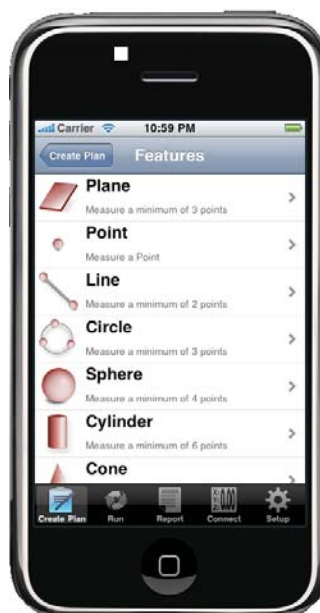 Carrier 10:59 PM
Create Plan Features
Plane
Measure a minimum of 3 points
Point
Measure a Point
Line
Measure a minimum of 2 points
Circle
Measure a minimum of 3 points
Sphere
Measure a minimum of 4 points
Cylinder
Measure a minimum of 6 points
Cone
Create Plan Run Report Connect Setup